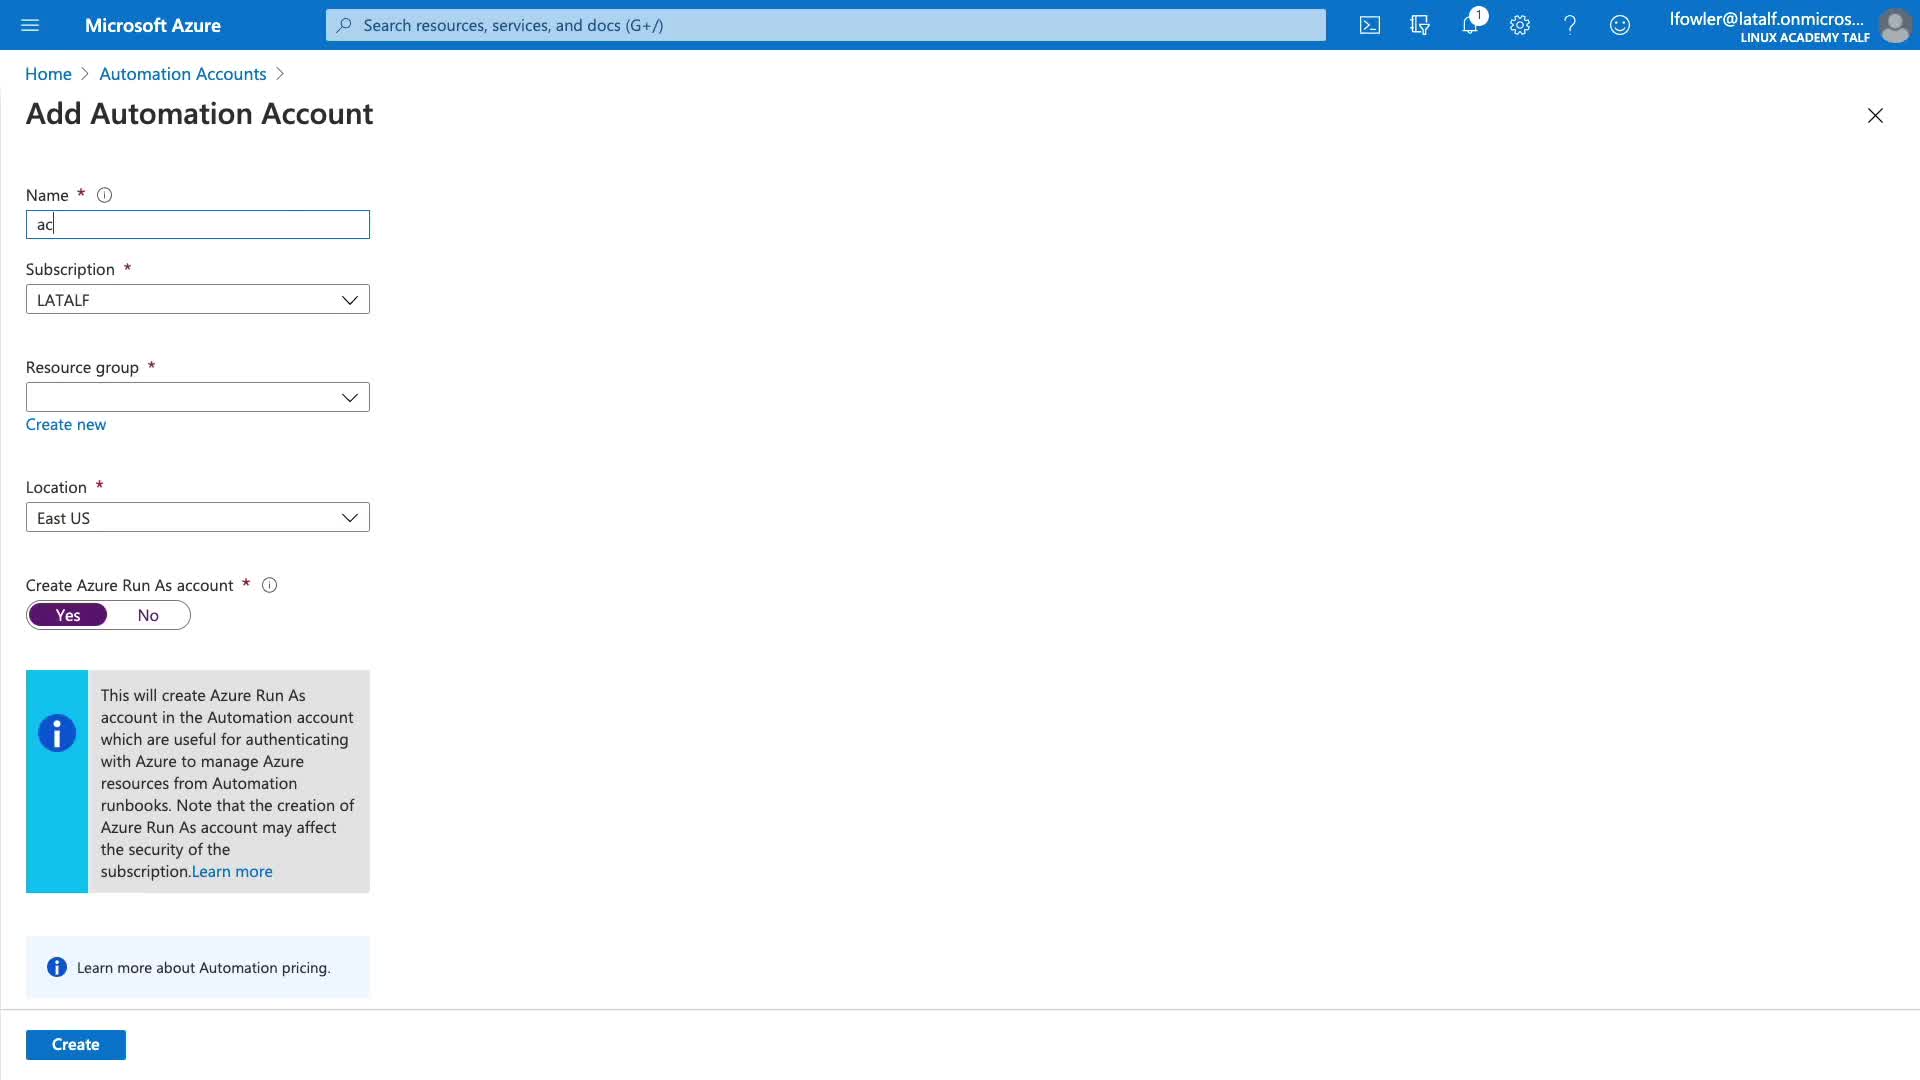 Microsoft Azure
Search resources, services, and docs (G+/)
1
lfowler@latalf.onmicros...
LINUX ACADEMY TALF
Home > Automation Accounts >
Add Automation Account
Name *
ac
Subscription *
LATALF
Resource group *
Create new
Location *
East US
Create Azure Run As account *
Yes No
This will create Azure Run As
account in the Automation account
which are useful for authenticating
with Azure to manage Azure
resources from Automation
runbooks. Note that the creation of
Azure Run As account may affect
the security of the
subscription.Learn more
Learn more about Automation pricing.
Create